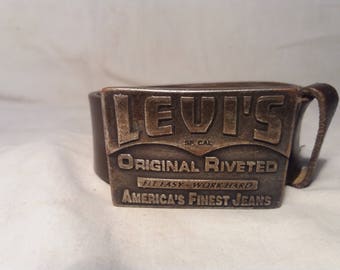 LEVI'S
SF CAL
ORIGINAL RIVETED
FIT EASY - WORK HARD
AMERICA'S FINEST JEANS